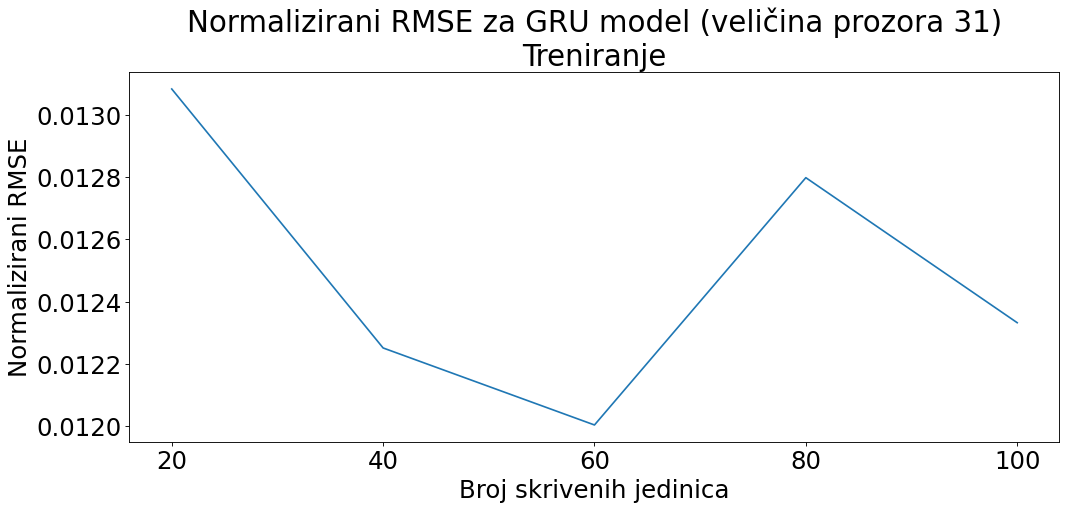 Normalizirani RMSE za GRU model (veličina prozora 31)
Treniranje
Normalizirani RMSE
0.0130
0.0128
0.0126
0.0124
0.0122
0.0120
20 40 60 80 100
Broj skrivenih jedinica